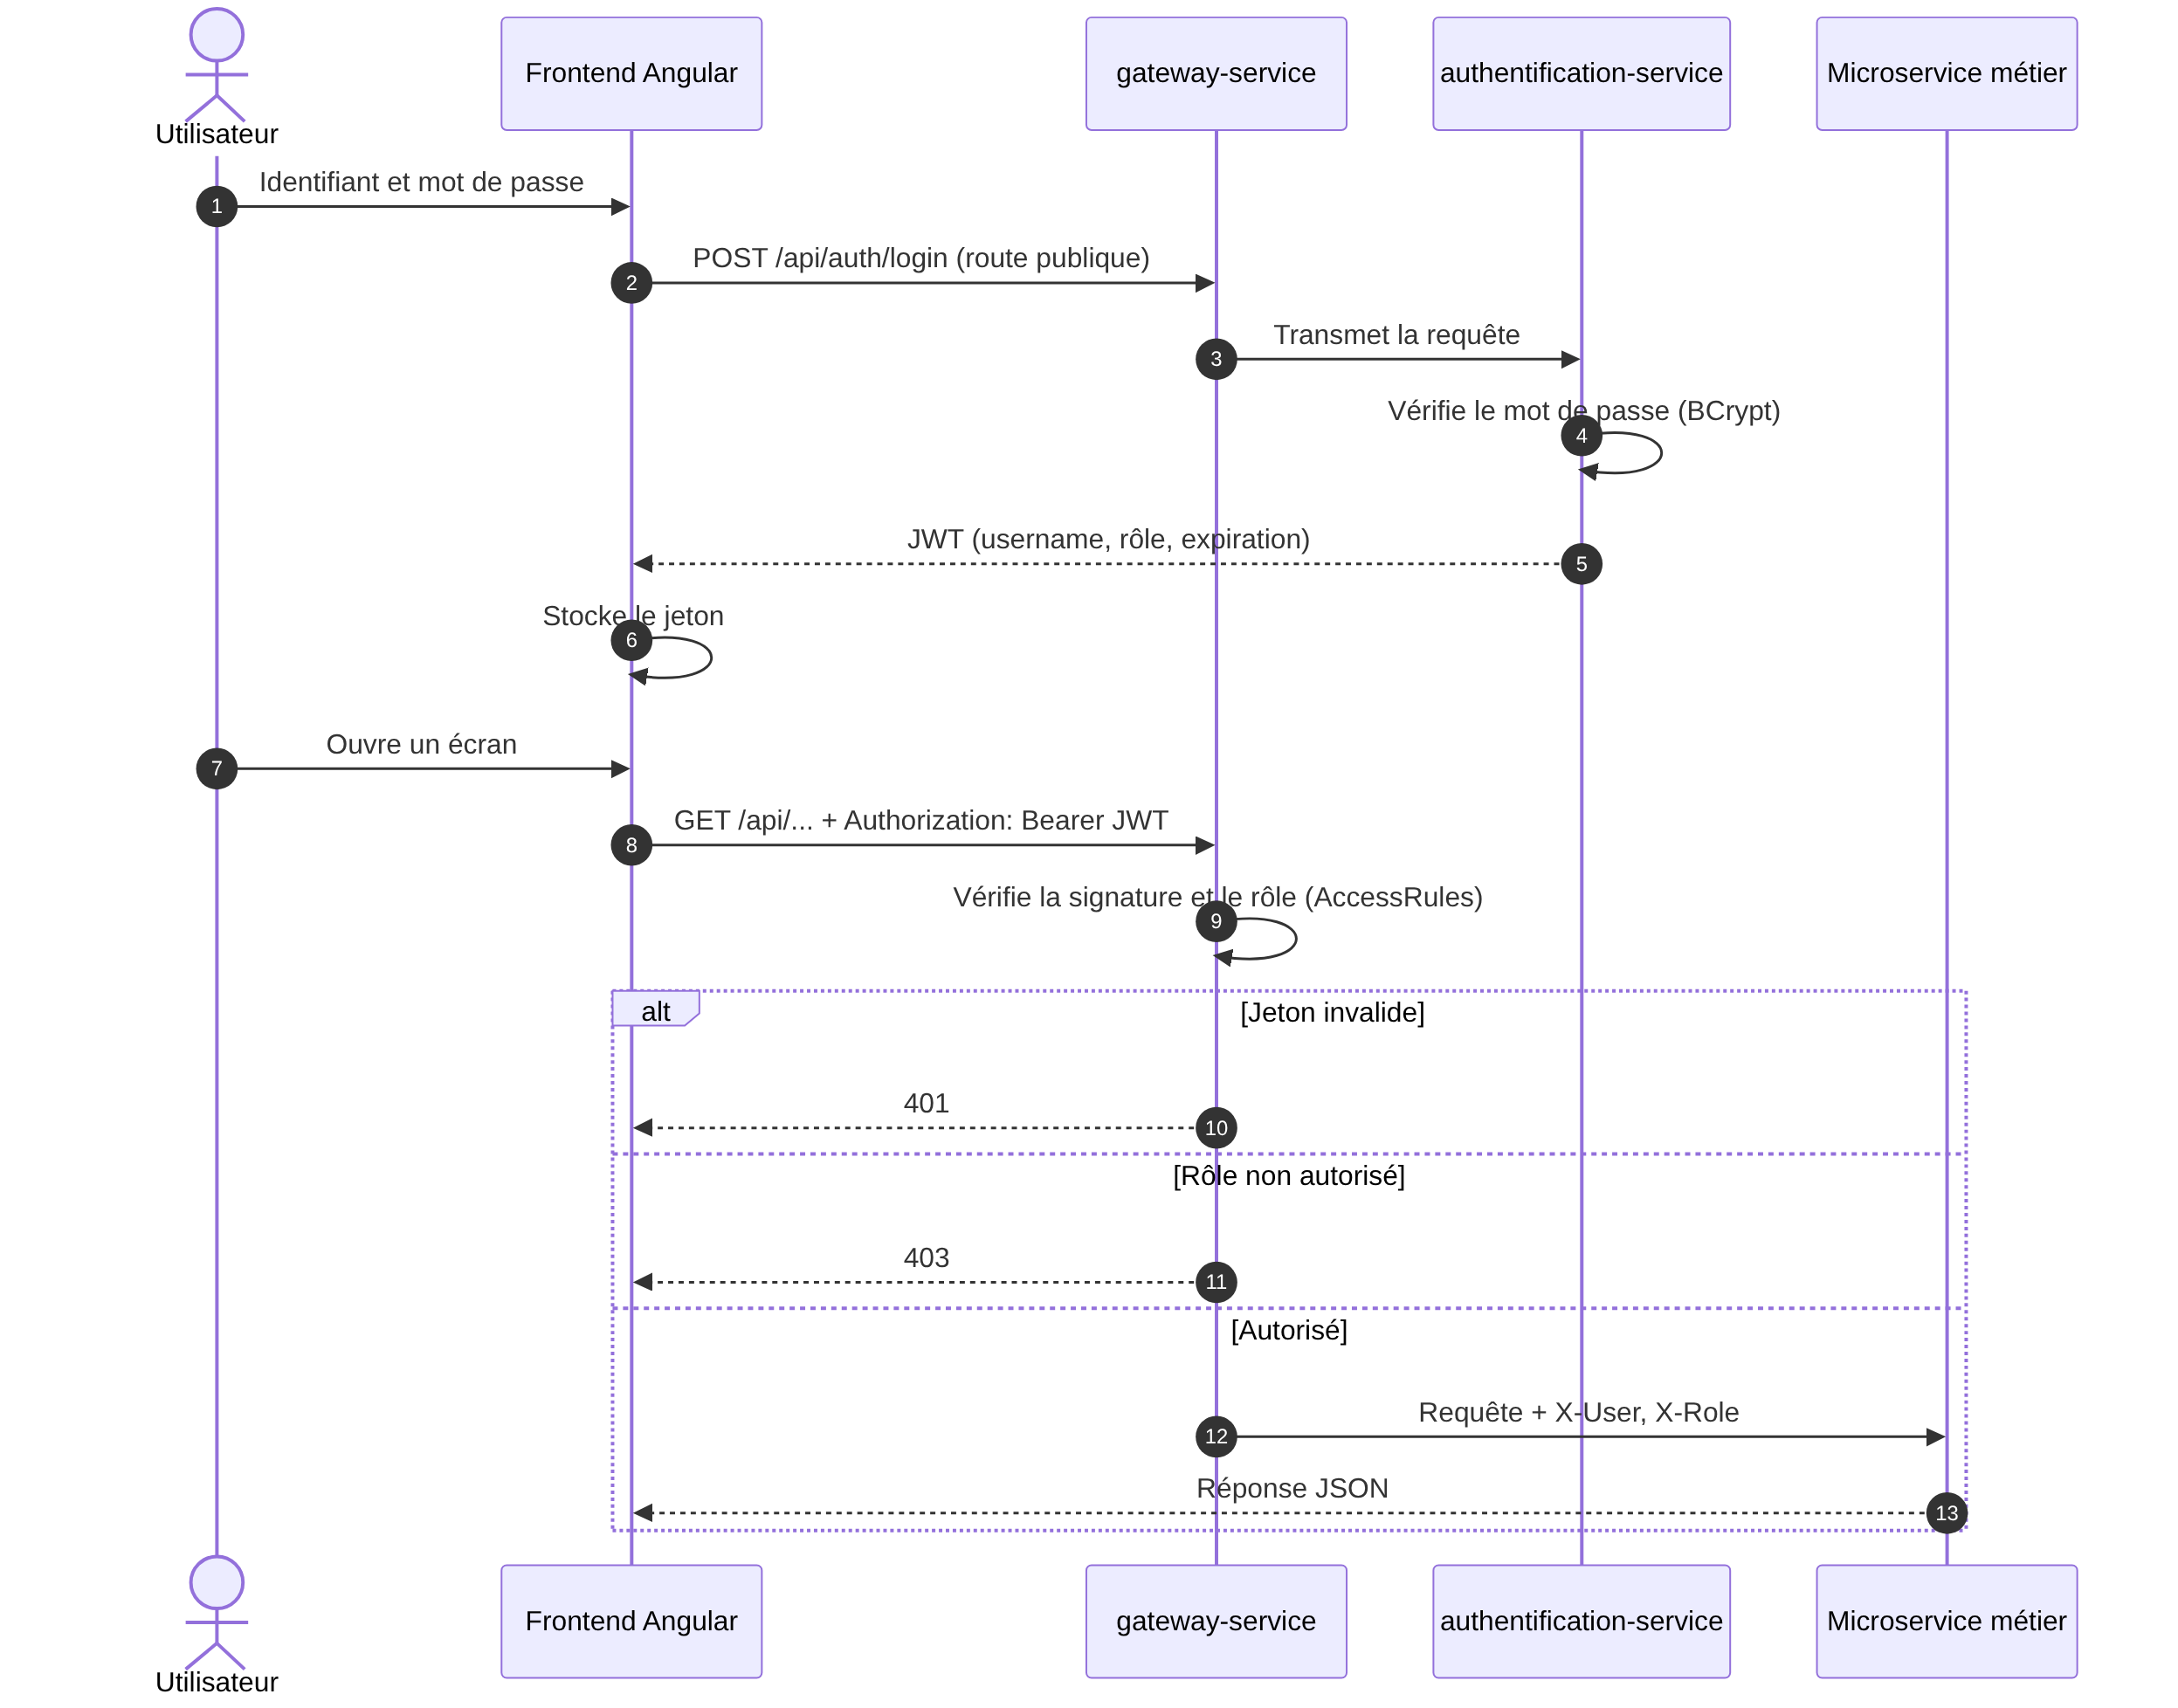 Utilisateur
Frontend Angular
gateway-service
authentification-service
Microservice métier
Identifiant et mot de passe
1
POST /api/auth/login (route publique)
2
Transmet la requête
3
Vérifie le mot de passe (BCrypt)
4
JWT (username, rôle, expiration)
5
Stocke le jeton
6
Ouvre un écran
7
GET /api/... + Authorization: Bearer JWT
8
Vérifie la signature et le rôle (AccessRules)
9
alt
[Jeton invalide]
401
10
[Rôle non autorisé]
403
11
[Autorisé]
Requête + X-User, X-Role
12
Réponse JSON
13
Frontend Angular
gateway-service
authentification-service
Microservice métier
Utilisateur